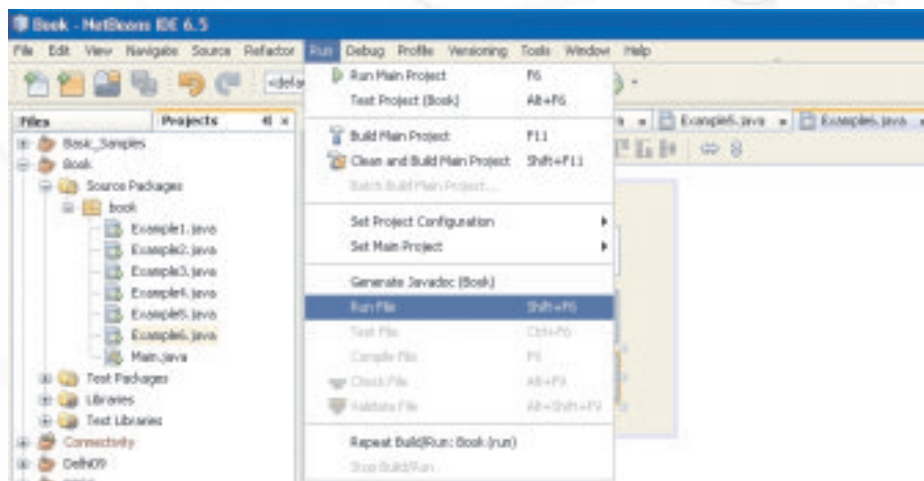 Book - NetBeans IDE 6.5
File Edit View Navigate Source Refactor Run Debug Profile Versioning Tools Window Help
Run Main Project F6
Test Project (Book) Alt+F6
Build Main Project F11
Clean and Build Main Project Shift+F11
Batch Build Main Project...
Set Project Configuration
Set Main Project
Generate Javadoc (Book)
Run File Shift+F6
Test File Ctrl+F6
Compile File F9
Check File Alt+F9
Validate File Alt+Shift+F9
Repeat Build/Run: Book (run)
Stop Build/Run
<defa
Files Projects
Basic_Samples
Book
Source Packages
book
Example1.java
Example2.java
Example3.java
Example4.java
Example5.java
Example6.java
Main.java
Test Packages
Libraries
Test Libraries
Connectivity
Delhi09
Example5.java Example6.java